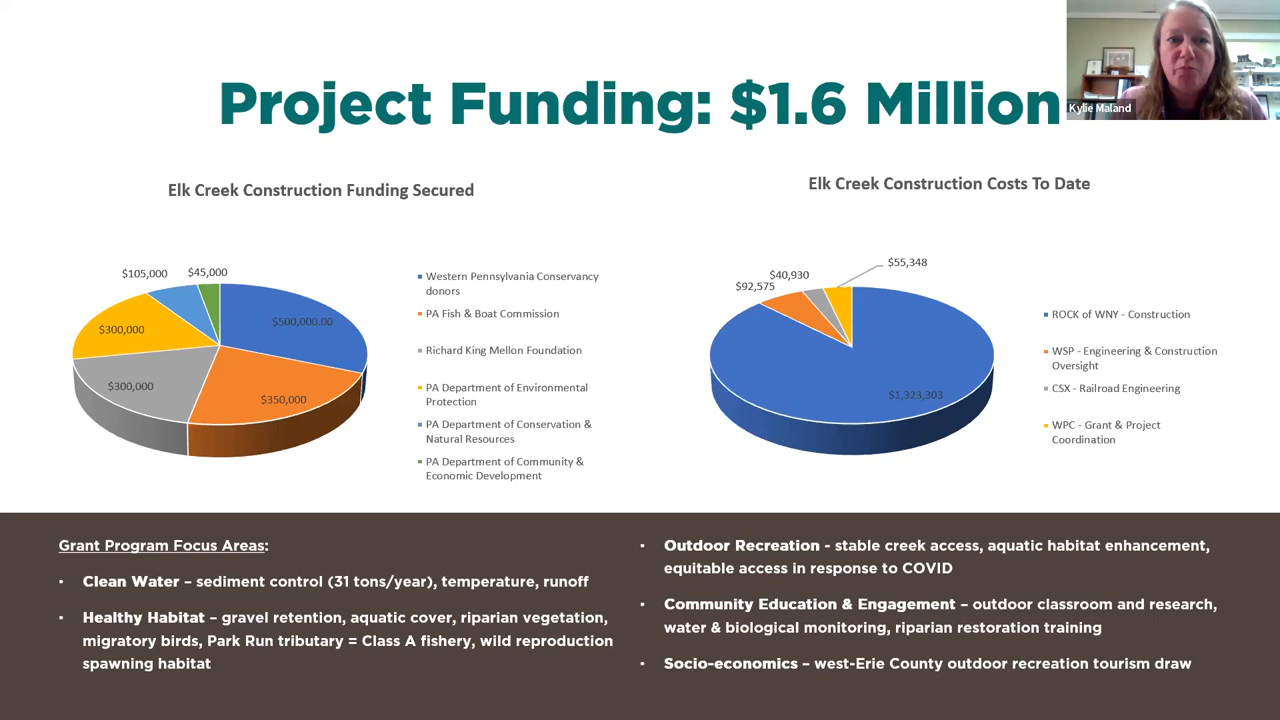 Project Funding: $1.6 Million
Kylie Maland
Elk Creek Construction Funding Secured
$105,000
$45,000
$300,000
$500,000.00
$300,000
$350,000
Western Pennsylvania Conservancy
donors
PA Fish & Boat Commission
Richard King Mellon Foundation
PA Department of Environmental
Protection
PA Department of Conservation &
Natural Resources
PA Department of Community &
Economic Development
Elk Creek Construction Costs To Date
$55,348
$40,930
$92,575
$1,323,303
ROCK of WNY - Construction
WSP - Engineering & Construction
Oversight
CSX - Railroad Engineering
WPC - Grant & Project
Coordination
Grant Program Focus Areas:
• Clean Water – sediment control (31 tons/year), temperature, runoff
• Healthy Habitat – gravel retention, aquatic cover, riparian vegetation,
migratory birds, Park Run tributary = Class A fishery, wild reproduction
spawning habitat
• Outdoor Recreation - stable creek access, aquatic habitat enhancement,
equitable access in response to COVID
• Community Education & Engagement – outdoor classroom and research,
water & biological monitoring, riparian restoration training
• Socio-economics – west-Erie County outdoor recreation tourism draw